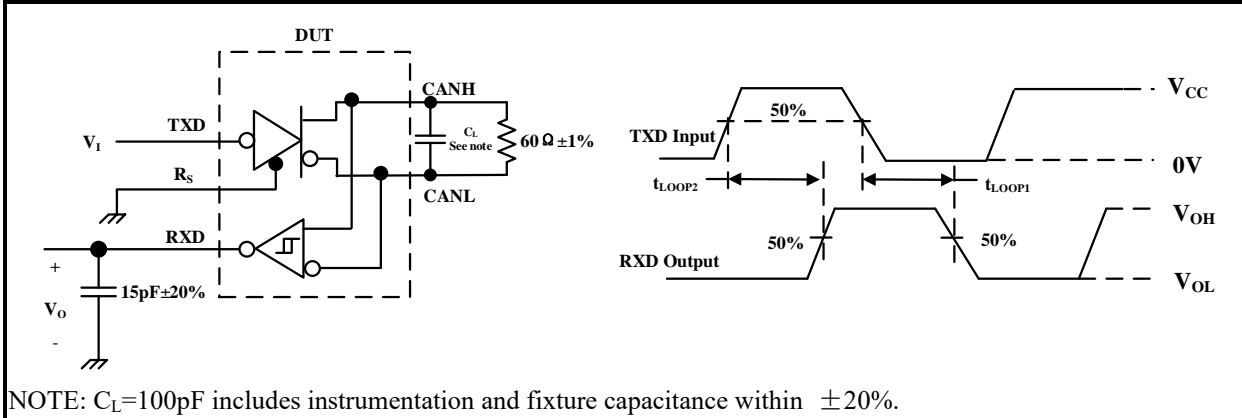 DUT
CANH
TXD
V_I
C_L
See note
60Ω±1%
R_S
CANL
RXD
+
15pF±20%
V_O
-
V_CC
50%
TXD Input
0V
t_LOOP2
t_LOOP1
V_OH
50%
50%
RXD Output
V_OL
NOTE: C_L=100pF includes instrumentation and fixture capacitance within ±20%.